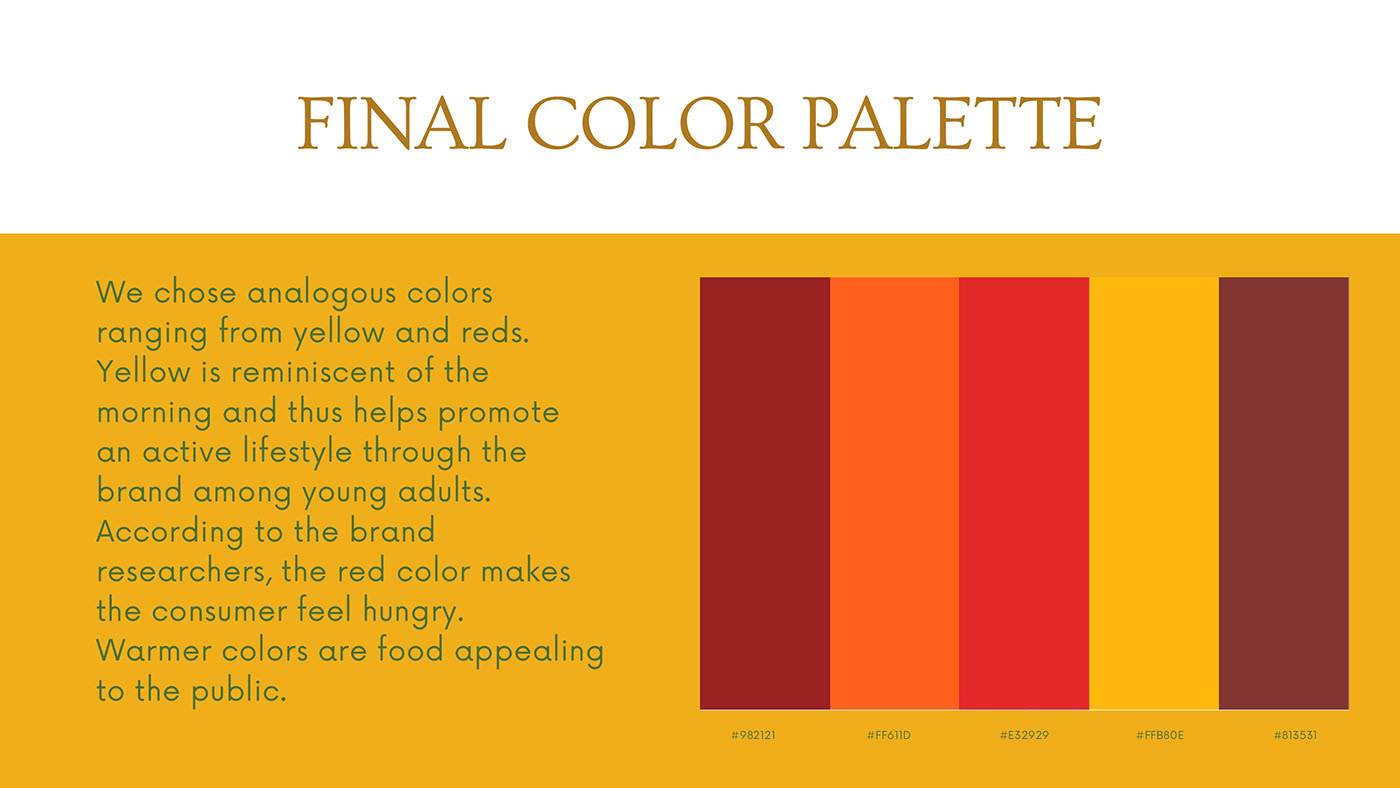 FINAL COLOR PALETTE
We chose analogous colors
ranging from yellow and reds.
Yellow is reminiscent of the
morning and thus helps promote
an active lifestyle through the
brand among young adults.
According to the brand
researchers, the red color makes
the consumer feel hungry.
Warmer colors are food appealing
to the public.
#982121 #FF611D #E32929 #FFB80E #813531